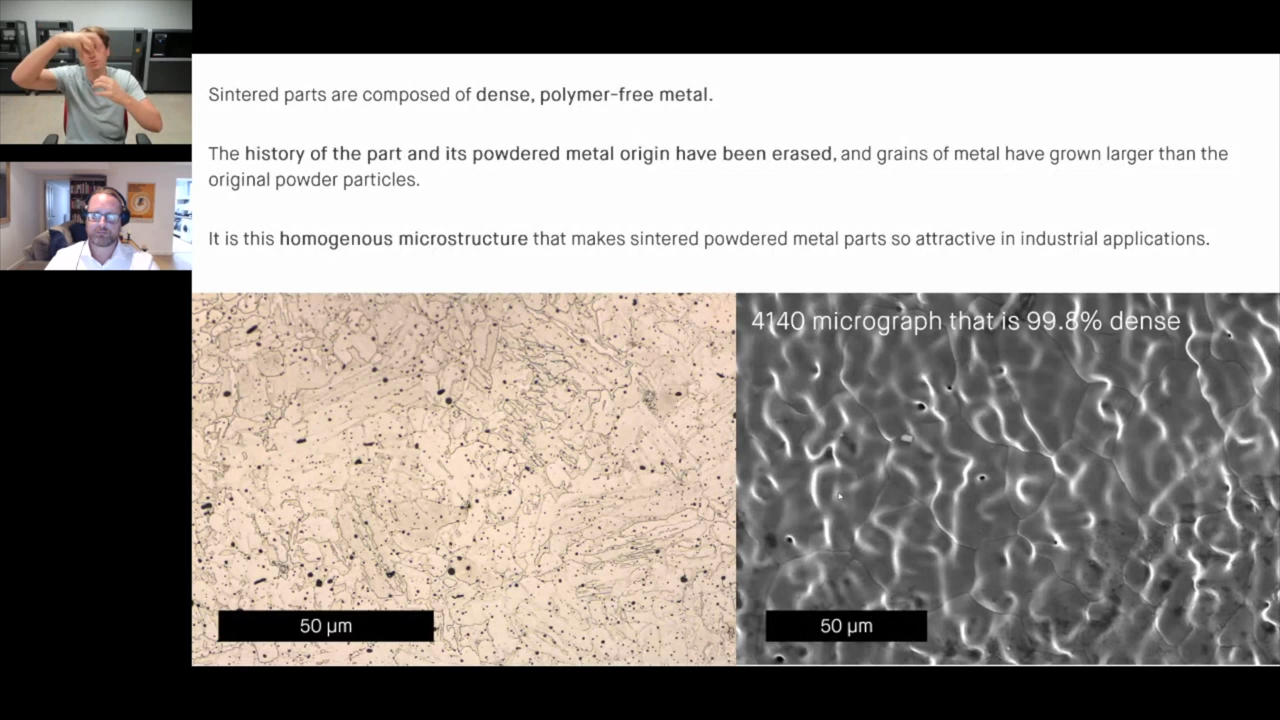 Sintered parts are composed of dense, polymer-free metal.
The history of the part and its powdered metal origin have been erased, and grains of metal have grown larger than the
original powder particles.
It is this homogenous microstructure that makes sintered powdered metal parts so attractive in industrial applications.
4140 micrograph that is 99.8% dense
50 µm
50 µm